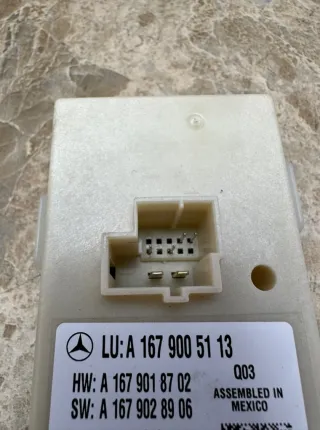 LU: A 167 900 51 13
HW: A 167 901 87 02
SW: A 167 902 89 06
Q03
ASSEMBLED IN
MEXICO